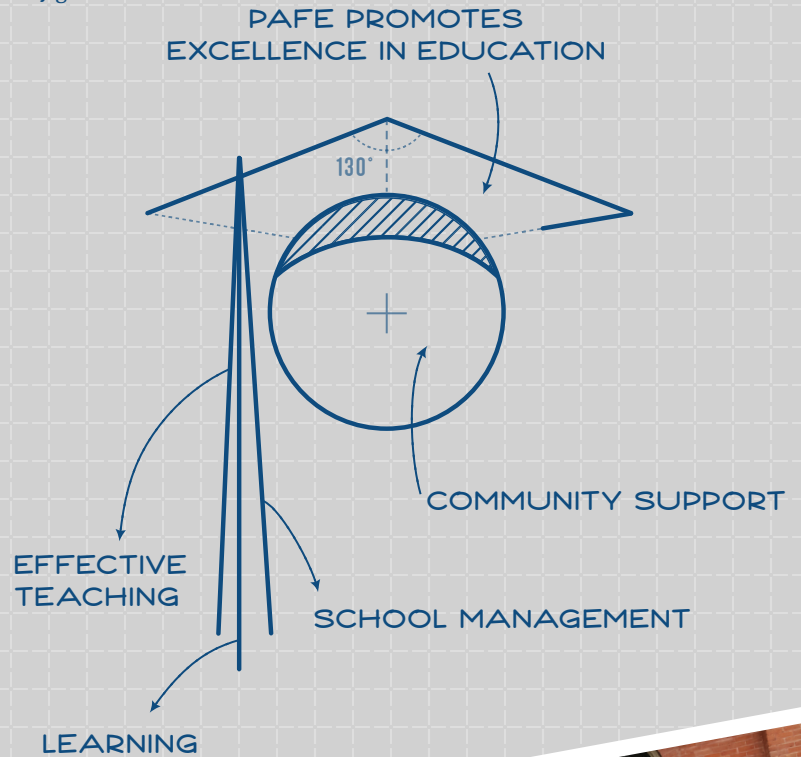 PAFE PROMOTES
EXCELLENCE IN EDUCATION
130°
COMMUNITY SUPPORT
EFFECTIVE
TEACHING
SCHOOL MANAGEMENT
LEARNING